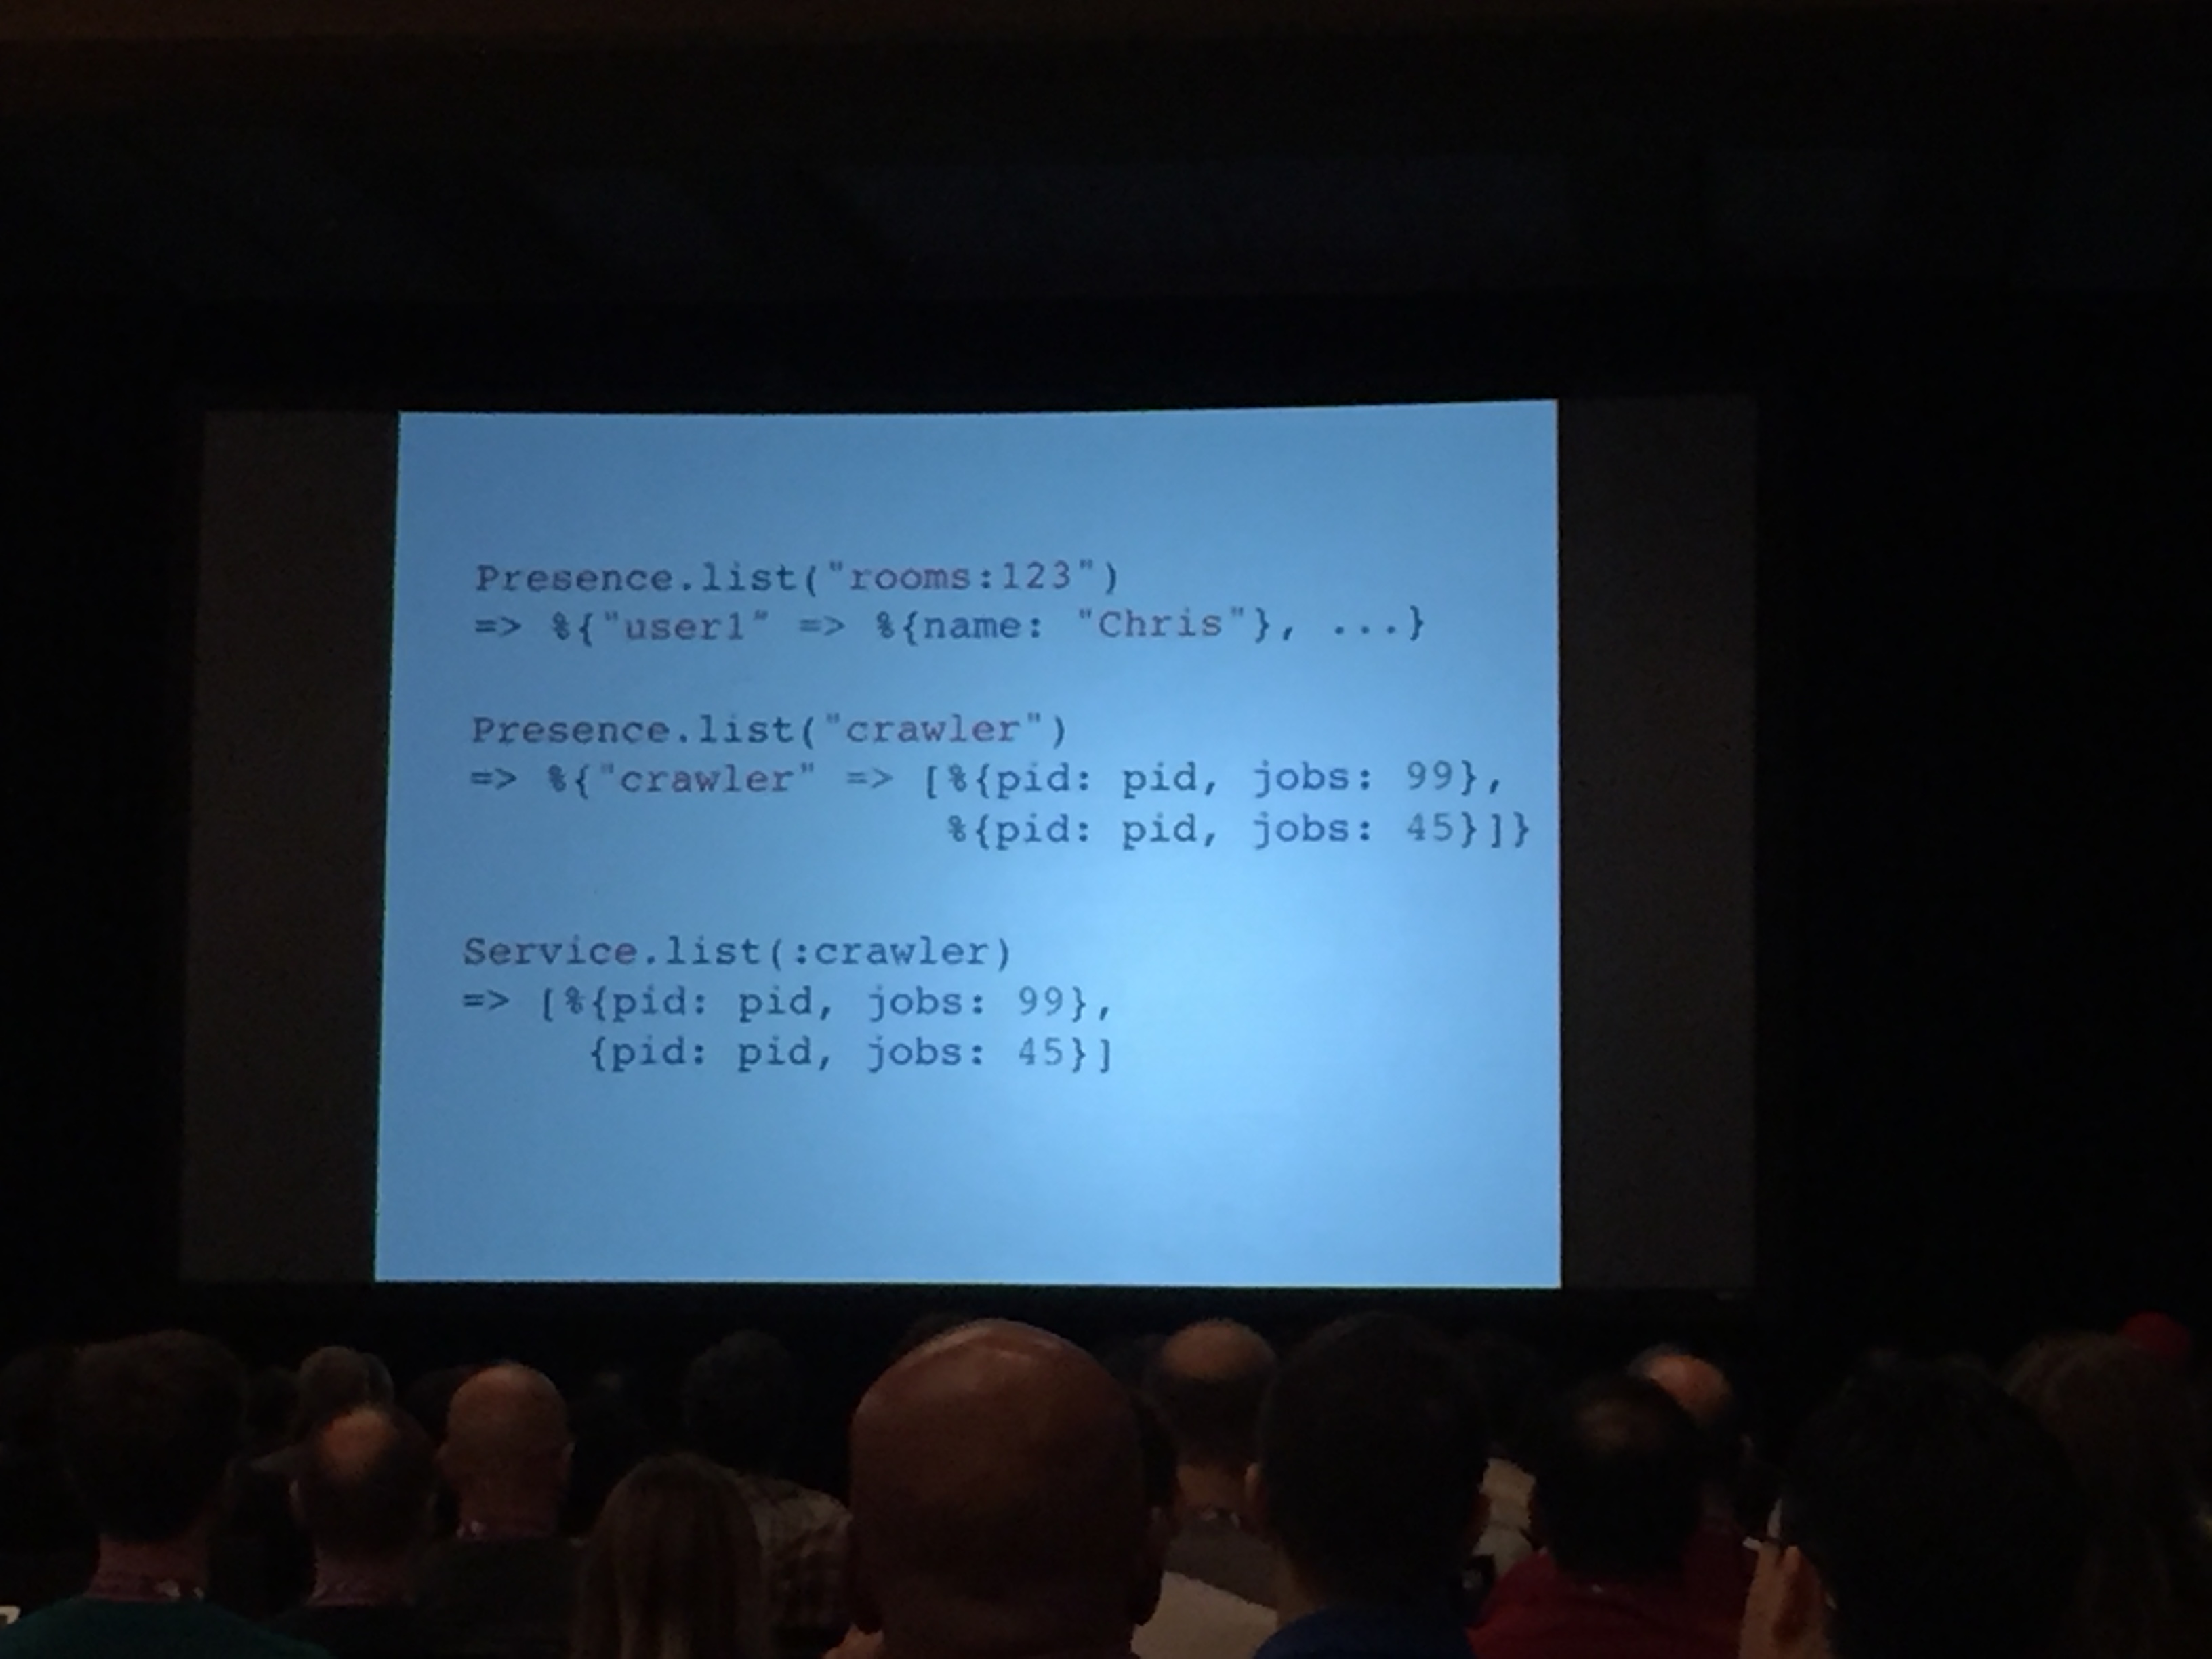 Presence.list("rooms:123")
=> %{"user1" => %{name: "Chris"}, ...}
Presence.list("crawler")
=> %{"crawler" => [%{pid: pid, jobs: 99},
%{pid: pid, jobs: 45}]}
Service.list(:crawler)
=> [%{pid: pid, jobs: 99},
{pid: pid, jobs: 45}]